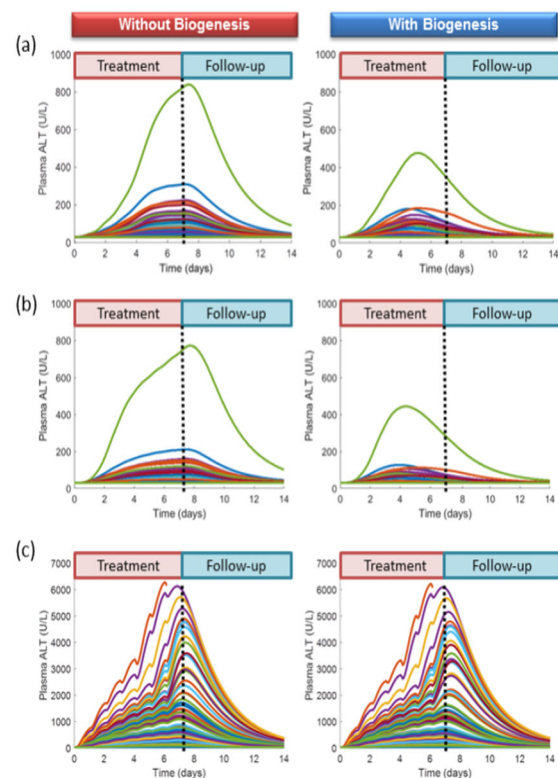 Without Biogenesis
With Biogenesis
(a)
Treatment
Follow-up
Plasma ALT (U/L)
1000
800
600
400
200
0
0 2 4 6 8 10 12 14
Time (days)
Treatment
Follow-up
Plasma ALT (U/L)
1000
800
600
400
200
0
0 2 4 6 8 10 12 14
Time (days)
(b)
Treatment
Follow-up
Plasma ALT (U/L)
1000
800
600
400
200
0
0 2 4 6 8 10 12 14
Time (days)
Treatment
Follow-up
Plasma ALT (U/L)
1000
800
600
400
200
0
0 2 4 6 8 10 12 14
Time (days)
(c)
Treatment
Follow-up
Plasma ALT (U/L)
7000
6000
5000
4000
3000
2000
1000
0
0 2 4 6 8 10 12 14
Time (days)
Treatment
Follow-up
Plasma ALT (U/L)
7000
6000
5000
4000
3000
2000
1000
0
0 2 4 6 8 10 12 14
Time (days)